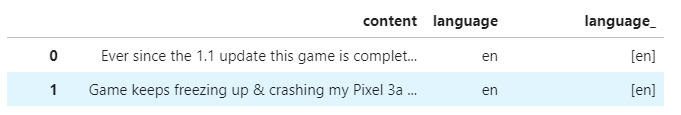 content language language_
0 Ever since the 1.1 update this game is complet... en [en]
1 Game keeps freezing up & crashing my Pixel 3a ... en [en]